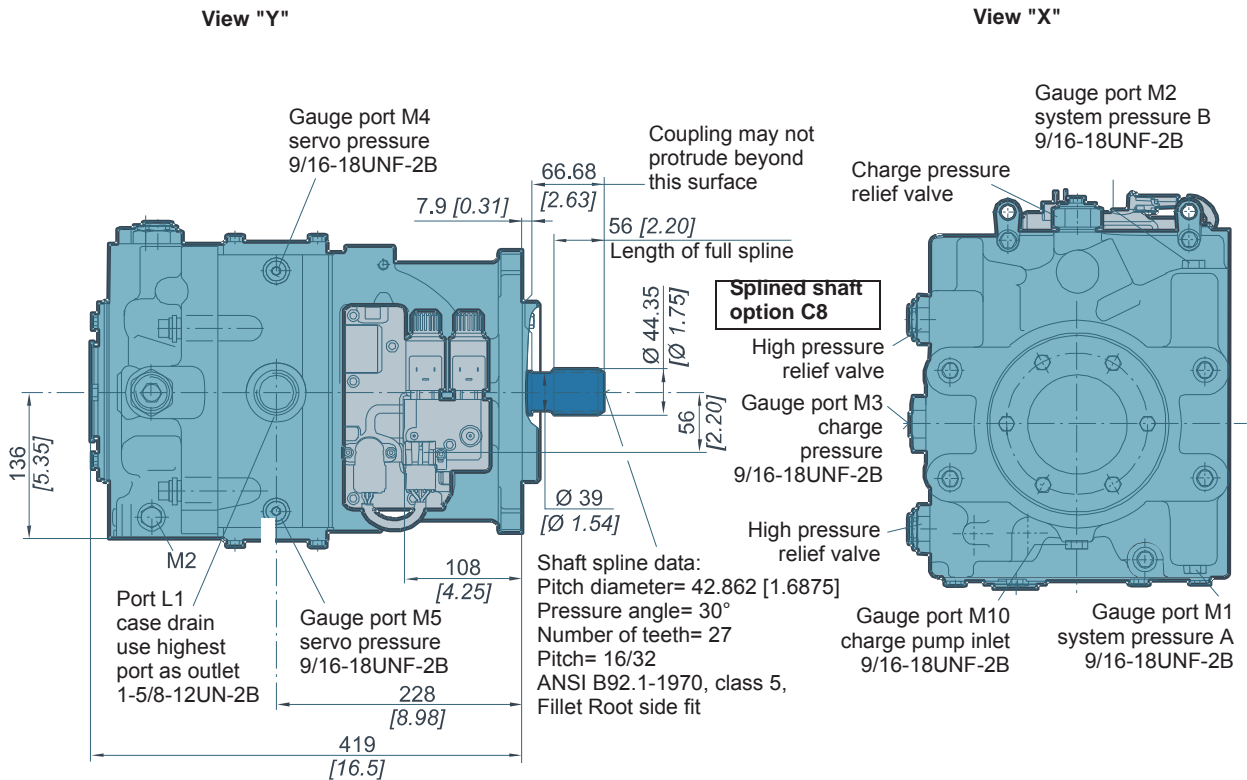 View "Y"
View "X"
Gauge port M4
servo pressure
9/16-18UNF-2B
Coupling may not
protrude beyond
this surface
66.68
[2.63]
7.9 [0.31]
56 [2.20]
Length of full spline
Splined shaft
option C8
Ø 44.35
[Ø 1.75]
56
[2.20]
136
[5.35]
Ø 39
[Ø 1.54]
M2
108
[4.25]
Port L1
case drain
use highest
port as outlet
1-5/8-12UN-2B
Gauge port M5
servo pressure
9/16-18UNF-2B
228
[8.98]
419
[16.5]
Shaft spline data:
Pitch diameter= 42.862 [1.6875]
Pressure angle= 30°
Number of teeth= 27
Pitch= 16/32
ANSI B92.1-1970, class 5,
Fillet Root side fit
Gauge port M2
system pressure B
9/16-18UNF-2B
Charge pressure
relief valve
High pressure
relief valve
Gauge port M3
charge
pressure
9/16-18UNF-2B
High pressure
relief valve
Gauge port M10
charge pump inlet
9/16-18UNF-2B
Gauge port M1
system pressure A
9/16-18UNF-2B